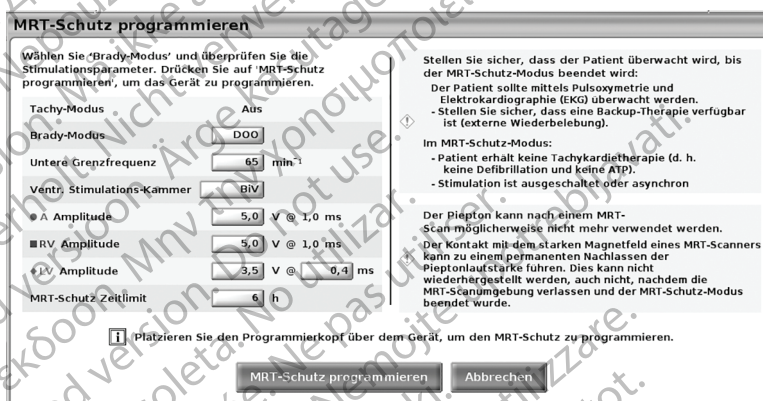 MRT-Schutz programmieren
Wählen Sie 'Brady-Modus' und überprüfen Sie die
Stimulationsparameter. Drücken Sie auf 'MRT-Schutz
programmieren', um das Gerät zu programmieren.
Tachy-Modus Aus
Brady-Modus DOO
Untere Grenzfrequenz 65 min⁻¹
Ventr. Stimulations-Kammer BiV
A Amplitude 5,0 V @ 1,0 ms
RV Amplitude 5,0 V @ 1,0 ms
LV Amplitude 3,5 V @ 0,4 ms
MRT-Schutz Zeitlimit 6 h
Stellen Sie sicher, dass der Patient überwacht wird, bis
der MRT-Schutz-Modus beendet wird:
Der Patient sollte mittels Pulsoxymetrie und
Elektrokardiographie (EKG) überwacht werden.
- Stellen Sie sicher, dass eine Backup-Therapie verfügbar
ist (externe Wiederbelebung).
Im MRT-Schutz-Modus:
- Patient erhält keine Tachykardietherapie (d. h.
keine Defibrillation und keine ATP).
- Stimulation ist ausgeschaltet oder asynchron
Der Piepton kann nach einem MRT-
Scan möglicherweise nicht mehr verwendet werden.
Der Kontakt mit dem starken Magnetfeld eines MRT-Scanners
kann zu einem permanenten Nachlassen der
Pieptonlautstärke führen. Dies kann nicht
wiederhergestellt werden, auch nicht, nachdem die
MRT-Scanumgebung verlassen und der MRT-Schutz-Modus
beendet wurde.
i Platzieren Sie den Programmierkopf über dem Gerät, um den MRT-Schutz zu programmieren.
MRT-Schutz programmieren Abbrechen